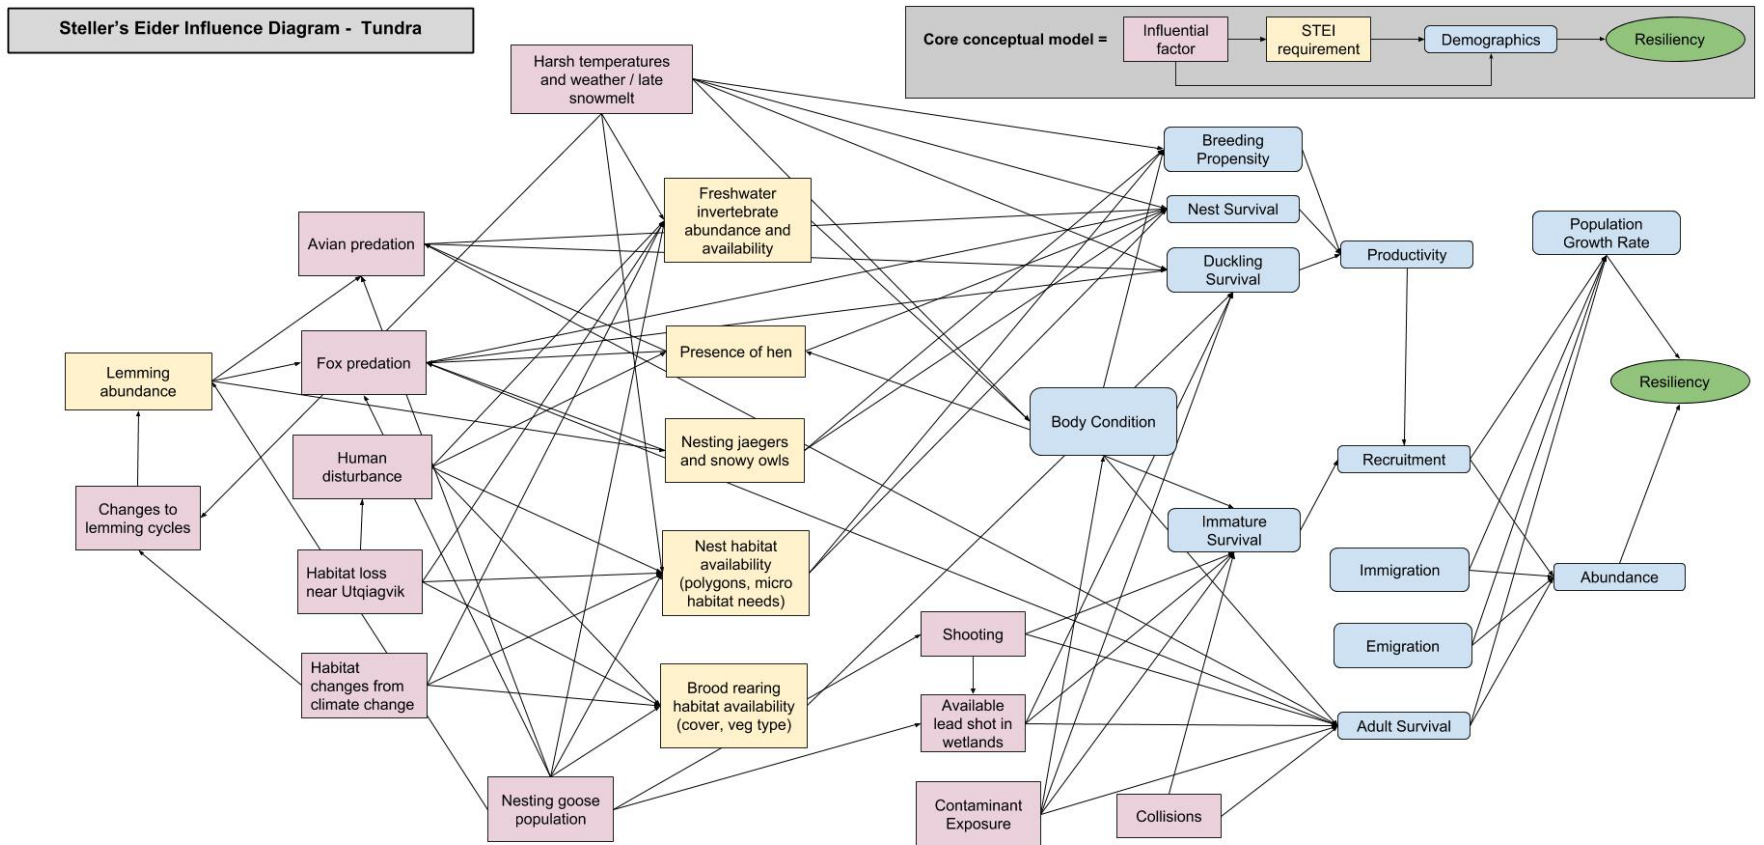 Steller's Eider Influence Diagram - Tundra
Core conceptual model =
Influential
factor
STEI
requirement
Demographics
Resiliency
Harsh temperatures
and weather / late
snowmelt
Breeding
Propensity
Freshwater
invertebrate
abundance and
availability
Nest Survival
Avian predation
Population
Growth Rate
Productivity
Duckling
Survival
Fox predation
Presence of hen
Lemming
abundance
Resiliency
Body Condition
Nesting jaegers
and snowy owls
Human
disturbance
Recruitment
Changes to
lemming cycles
Immature
Survival
Nest habitat
availability
(polygons, micro
habitat needs)
Habitat loss
near Utqiagvik
Immigration
Abundance
Shooting
Emigration
Habitat
changes from
climate change
Brood rearing
habitat availability
(cover, veg type)
Available
lead shot in
wetlands
Adult Survival
Nesting goose
population
Contaminant
Exposure
Collisions